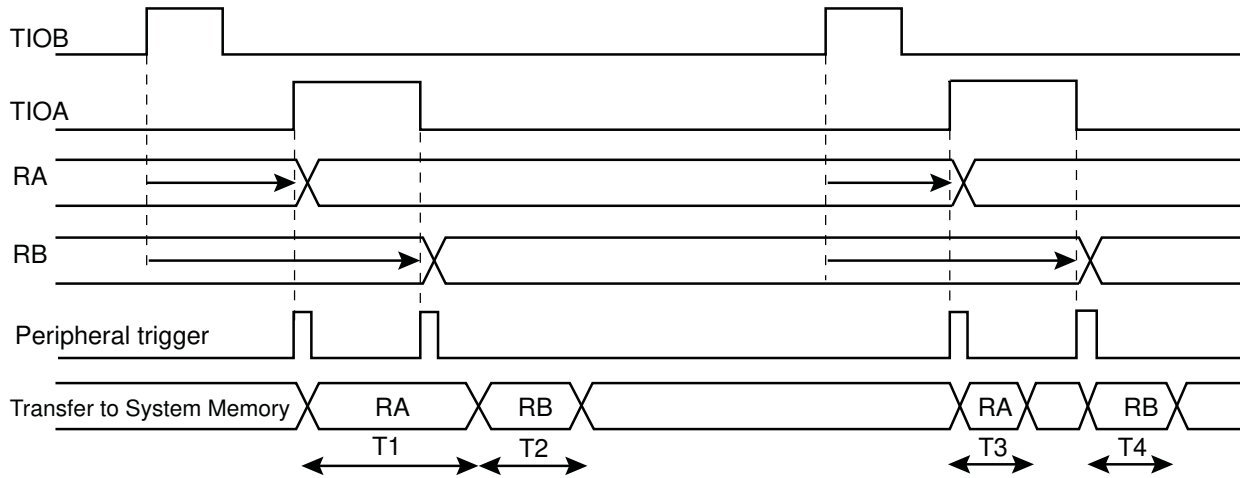 TIOB
TIOA
RA
RB
Peripheral trigger
Transfer to System Memory RA RB RA RB
T1 T2 T3 T4